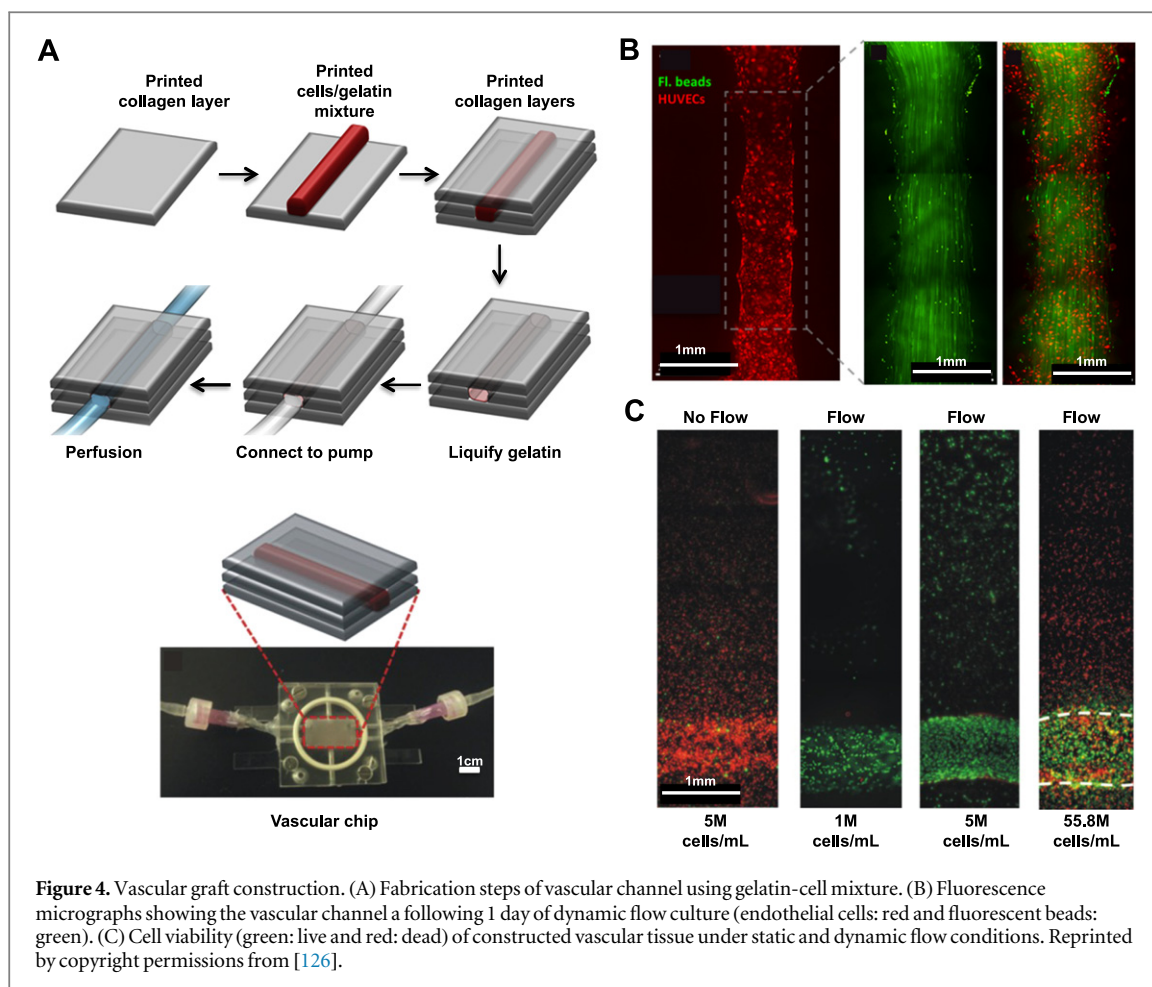 A
Printed
collagen layer
Printed
cells/gelatin
mixture
Printed
collagen layers
Perfusion
Connect to pump
Liquify gelatin
1cm
Vascular chip
B
Fl. beads
HUVECs
1mm
1mm
1mm
C
No Flow
Flow
Flow
Flow
1mm
5M
cells/mL
1M
cells/mL
5M
cells/mL
55.8M
cells/mL
Figure 4. Vascular graft construction. (A) Fabrication steps of vascular channel using gelatin-cell mixture. (B) Fluorescence
micrographs showing the vascular channel a following 1 day of dynamic flow culture (endothelial cells: red and fluorescent beads:
green). (C) Cell viability (green: live and red: dead) of constructed vascular tissue under static and dynamic flow conditions. Reprinted
by copyright permissions from [126].